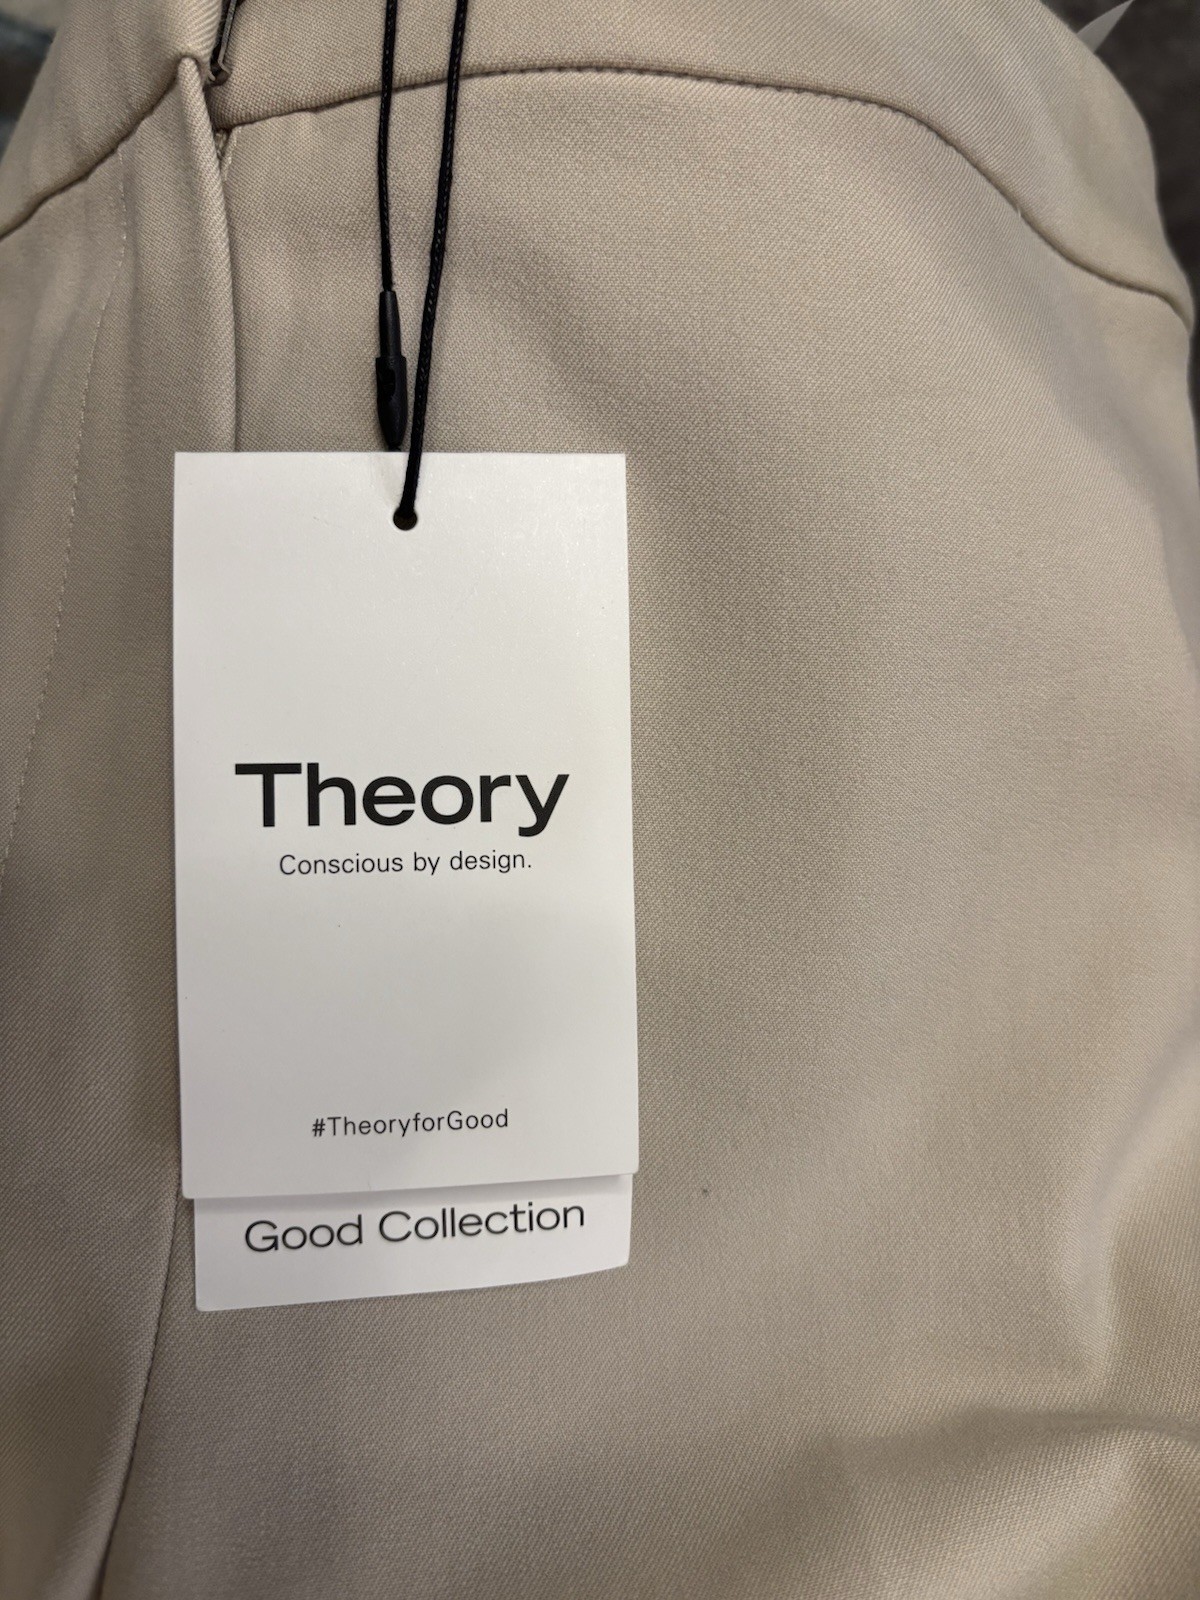 Theory
Conscious by design.
#TheoryforGood
Good Collection